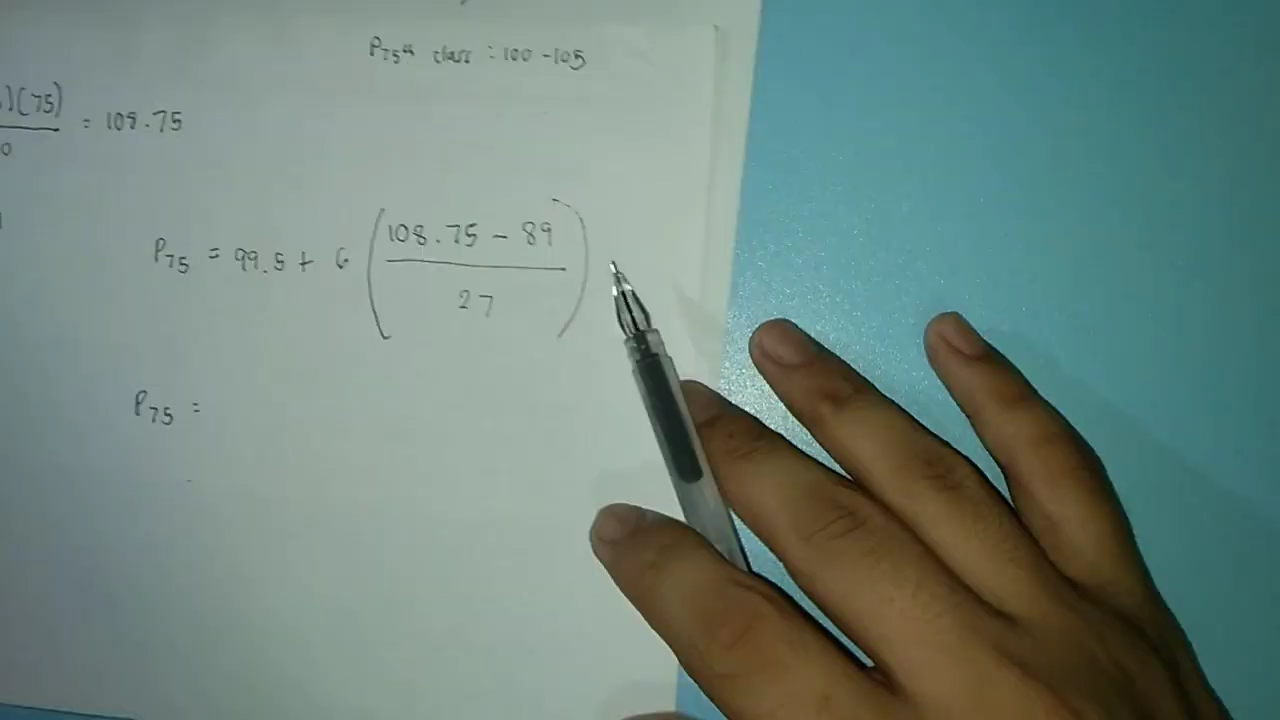 P75th class : 100 - 105
)(75)
0
= 108.75
P75 = 99.5 + 6 (108.75 - 89
27)
P75 =